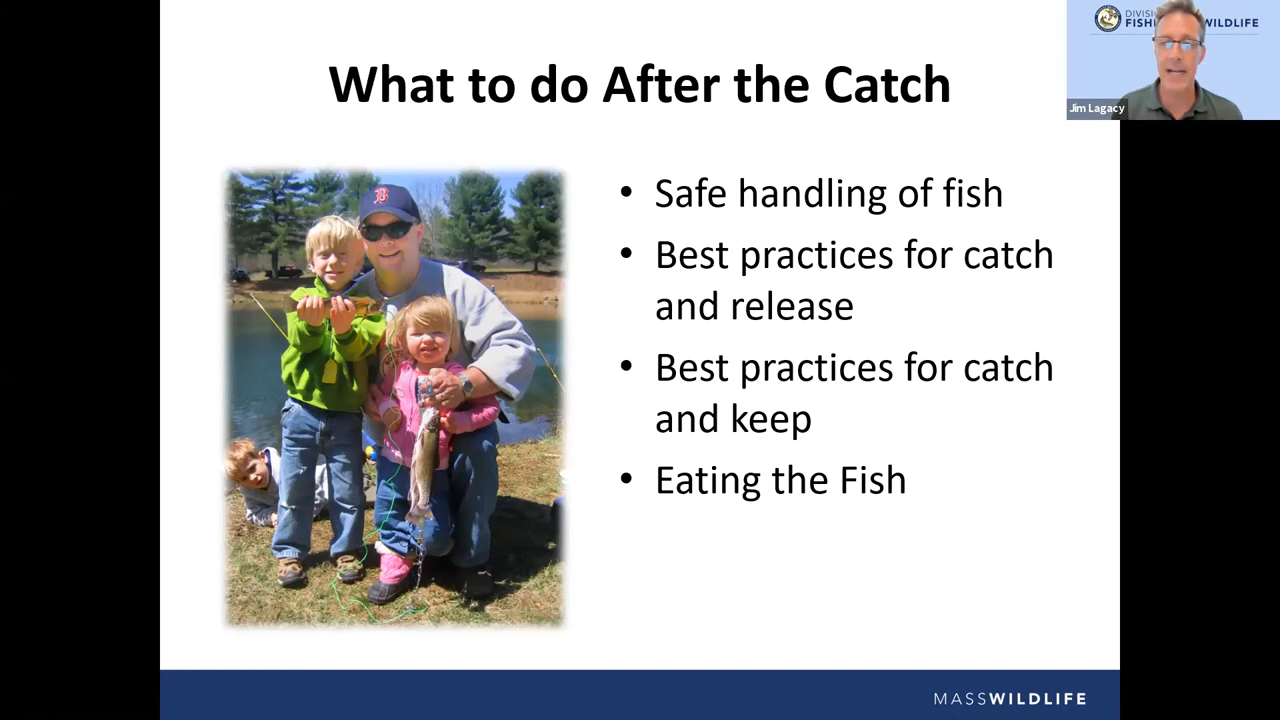 DIVISI
FISH WILDLIFE
Jim Lagacy
What to do After the Catch
B
• Safe handling of fish
• Best practices for catch
and release
• Best practices for catch
and keep
• Eating the Fish
MASSWILDLIFE